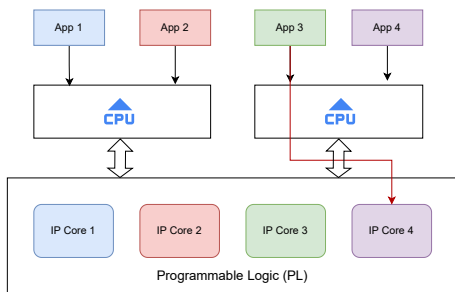 App 1
App 2
App 3
App 4
CPU
CPU
IP Core 1
IP Core 2
IP Core 3
IP Core 4
Programmable Logic (PL)